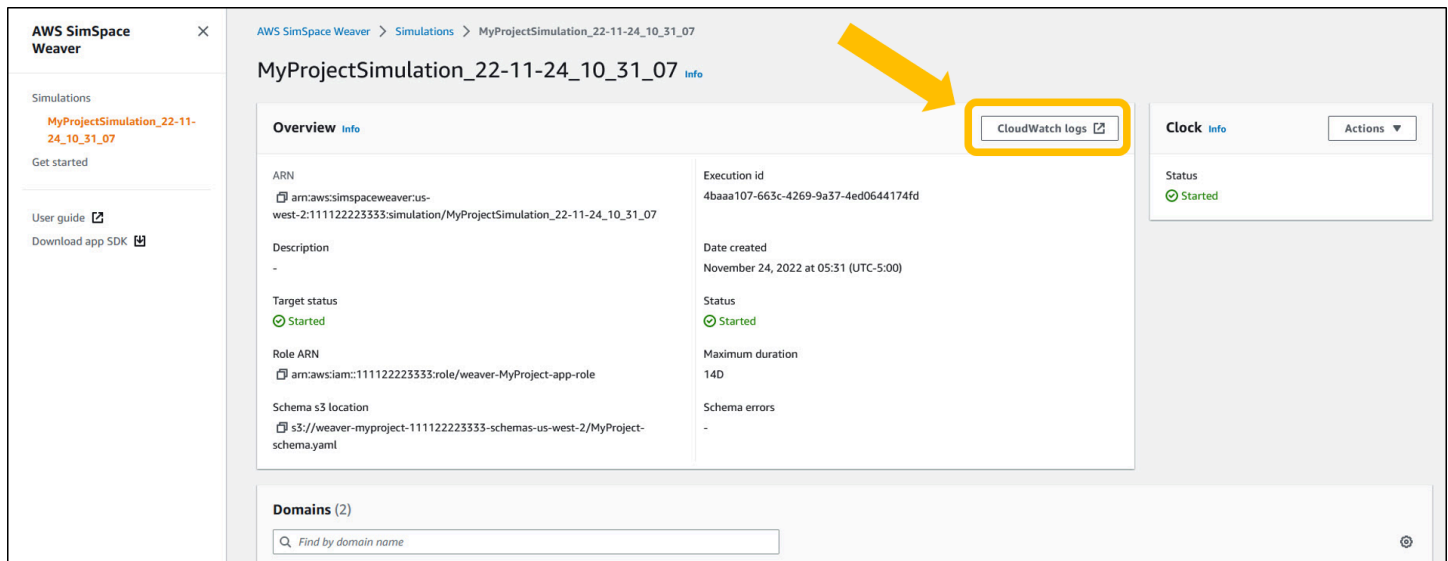 AWS SimSpace
Weaver
Simulations
MyProjectSimulation_22-11-
24_10_31_07
Get started
User guide
Download app SDK
AWS SimSpace Weaver > Simulations > MyProjectSimulation_22-11-24_10_31_07
MyProjectSimulation_22-11-24_10_31_07 Info
Overview Info
CloudWatch logs
ARN
arn:aws:simspaceweaver:us-
west-2:111122223333:simulation/MyProjectSimulation_22-11-24_10_31_07
Execution id
4baaa107-663c-4269-9a37-4ed0644174fd
Description
-
Date created
November 24, 2022 at 05:31 (UTC-5:00)
Target status
Started
Status
Started
Role ARN
arn:aws:iam::111122223333:role/weaver-MyProject-app-role
Maximum duration
14D
Schema s3 location
s3://weaver-myproject-111122223333-schemas-us-west-2/MyProject-
schema.yaml
Schema errors
-
Clock Info
Actions
Status
Started
Domains (2)
Find by domain name